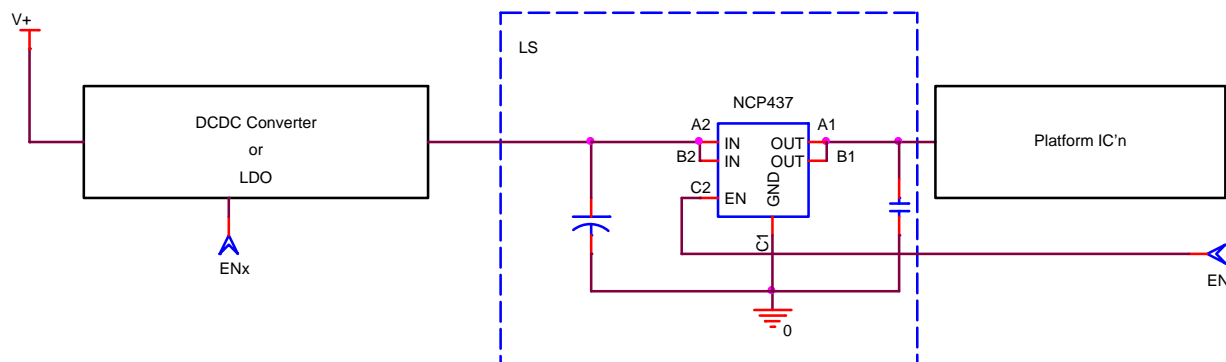 V+
LS
DCDC Converter
or
LDO
ENx
NCP437
A2
A1
IN
OUT
B2
IN
OUT
B1
C2
EN
GND
C1
0
Platform IC'n
EN